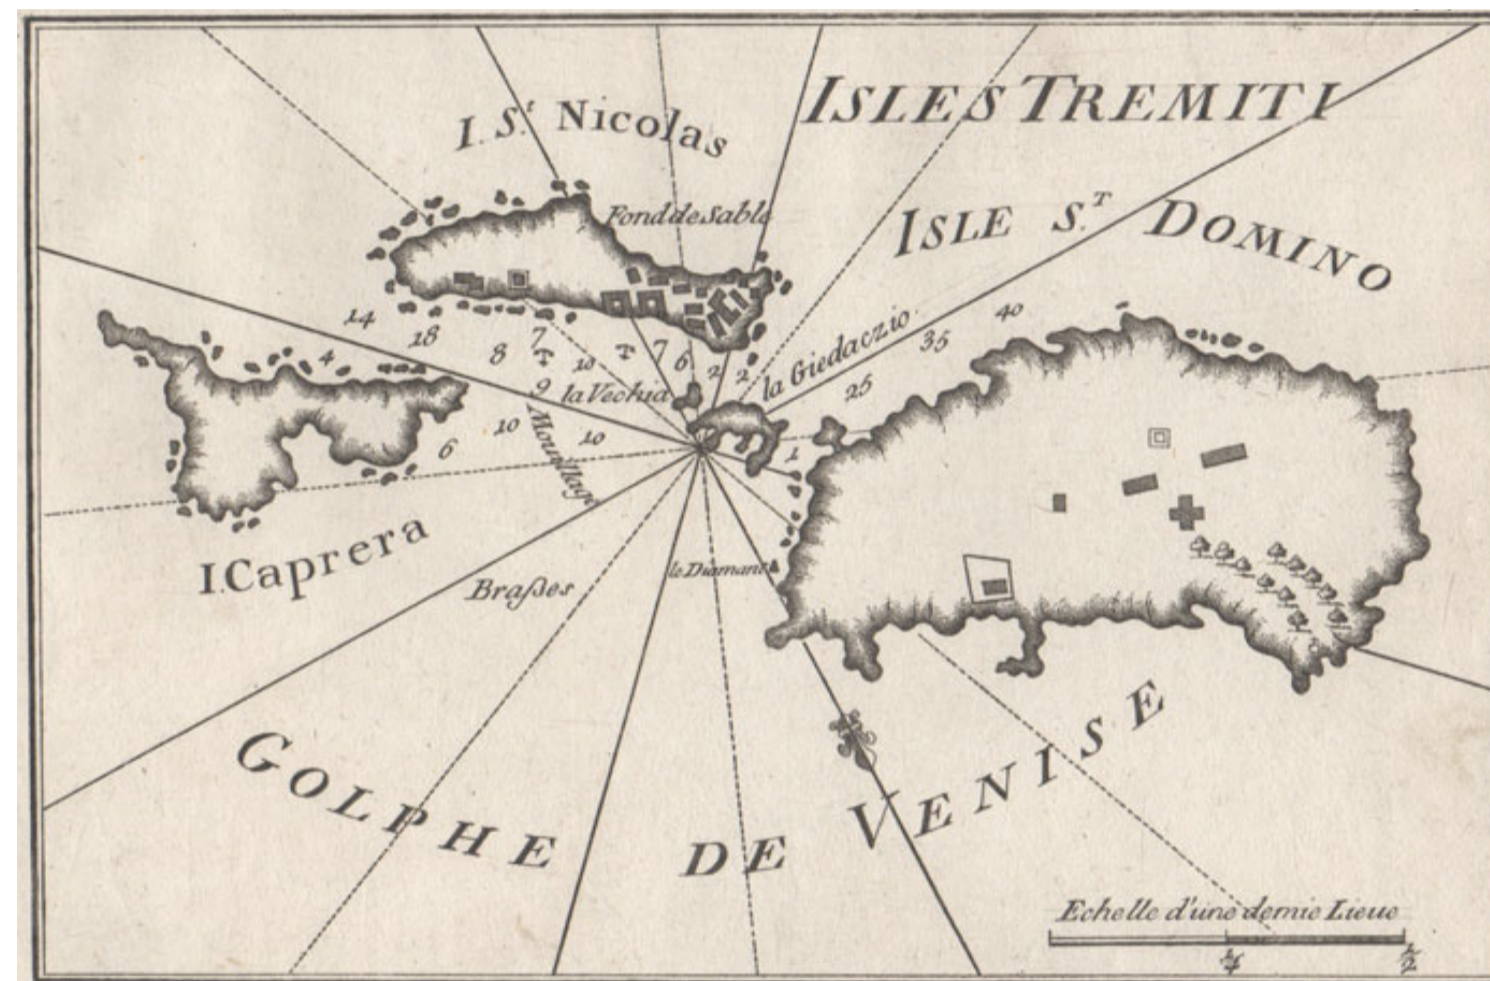 ISLES TREMITI
I. S.t Nicolas
ISLE S.T DOMINO
Fond de Sable
la Giedaczio.
40
35
25
14
18
4
8
7
10
7
6
2
2
9
la Vechia
10
10
6
1
Mouillage
I. Caprera
Braſses
le Diamant
GOLPHE DE VENISE
Echelle d'une demie Lieue
1/4
1/2